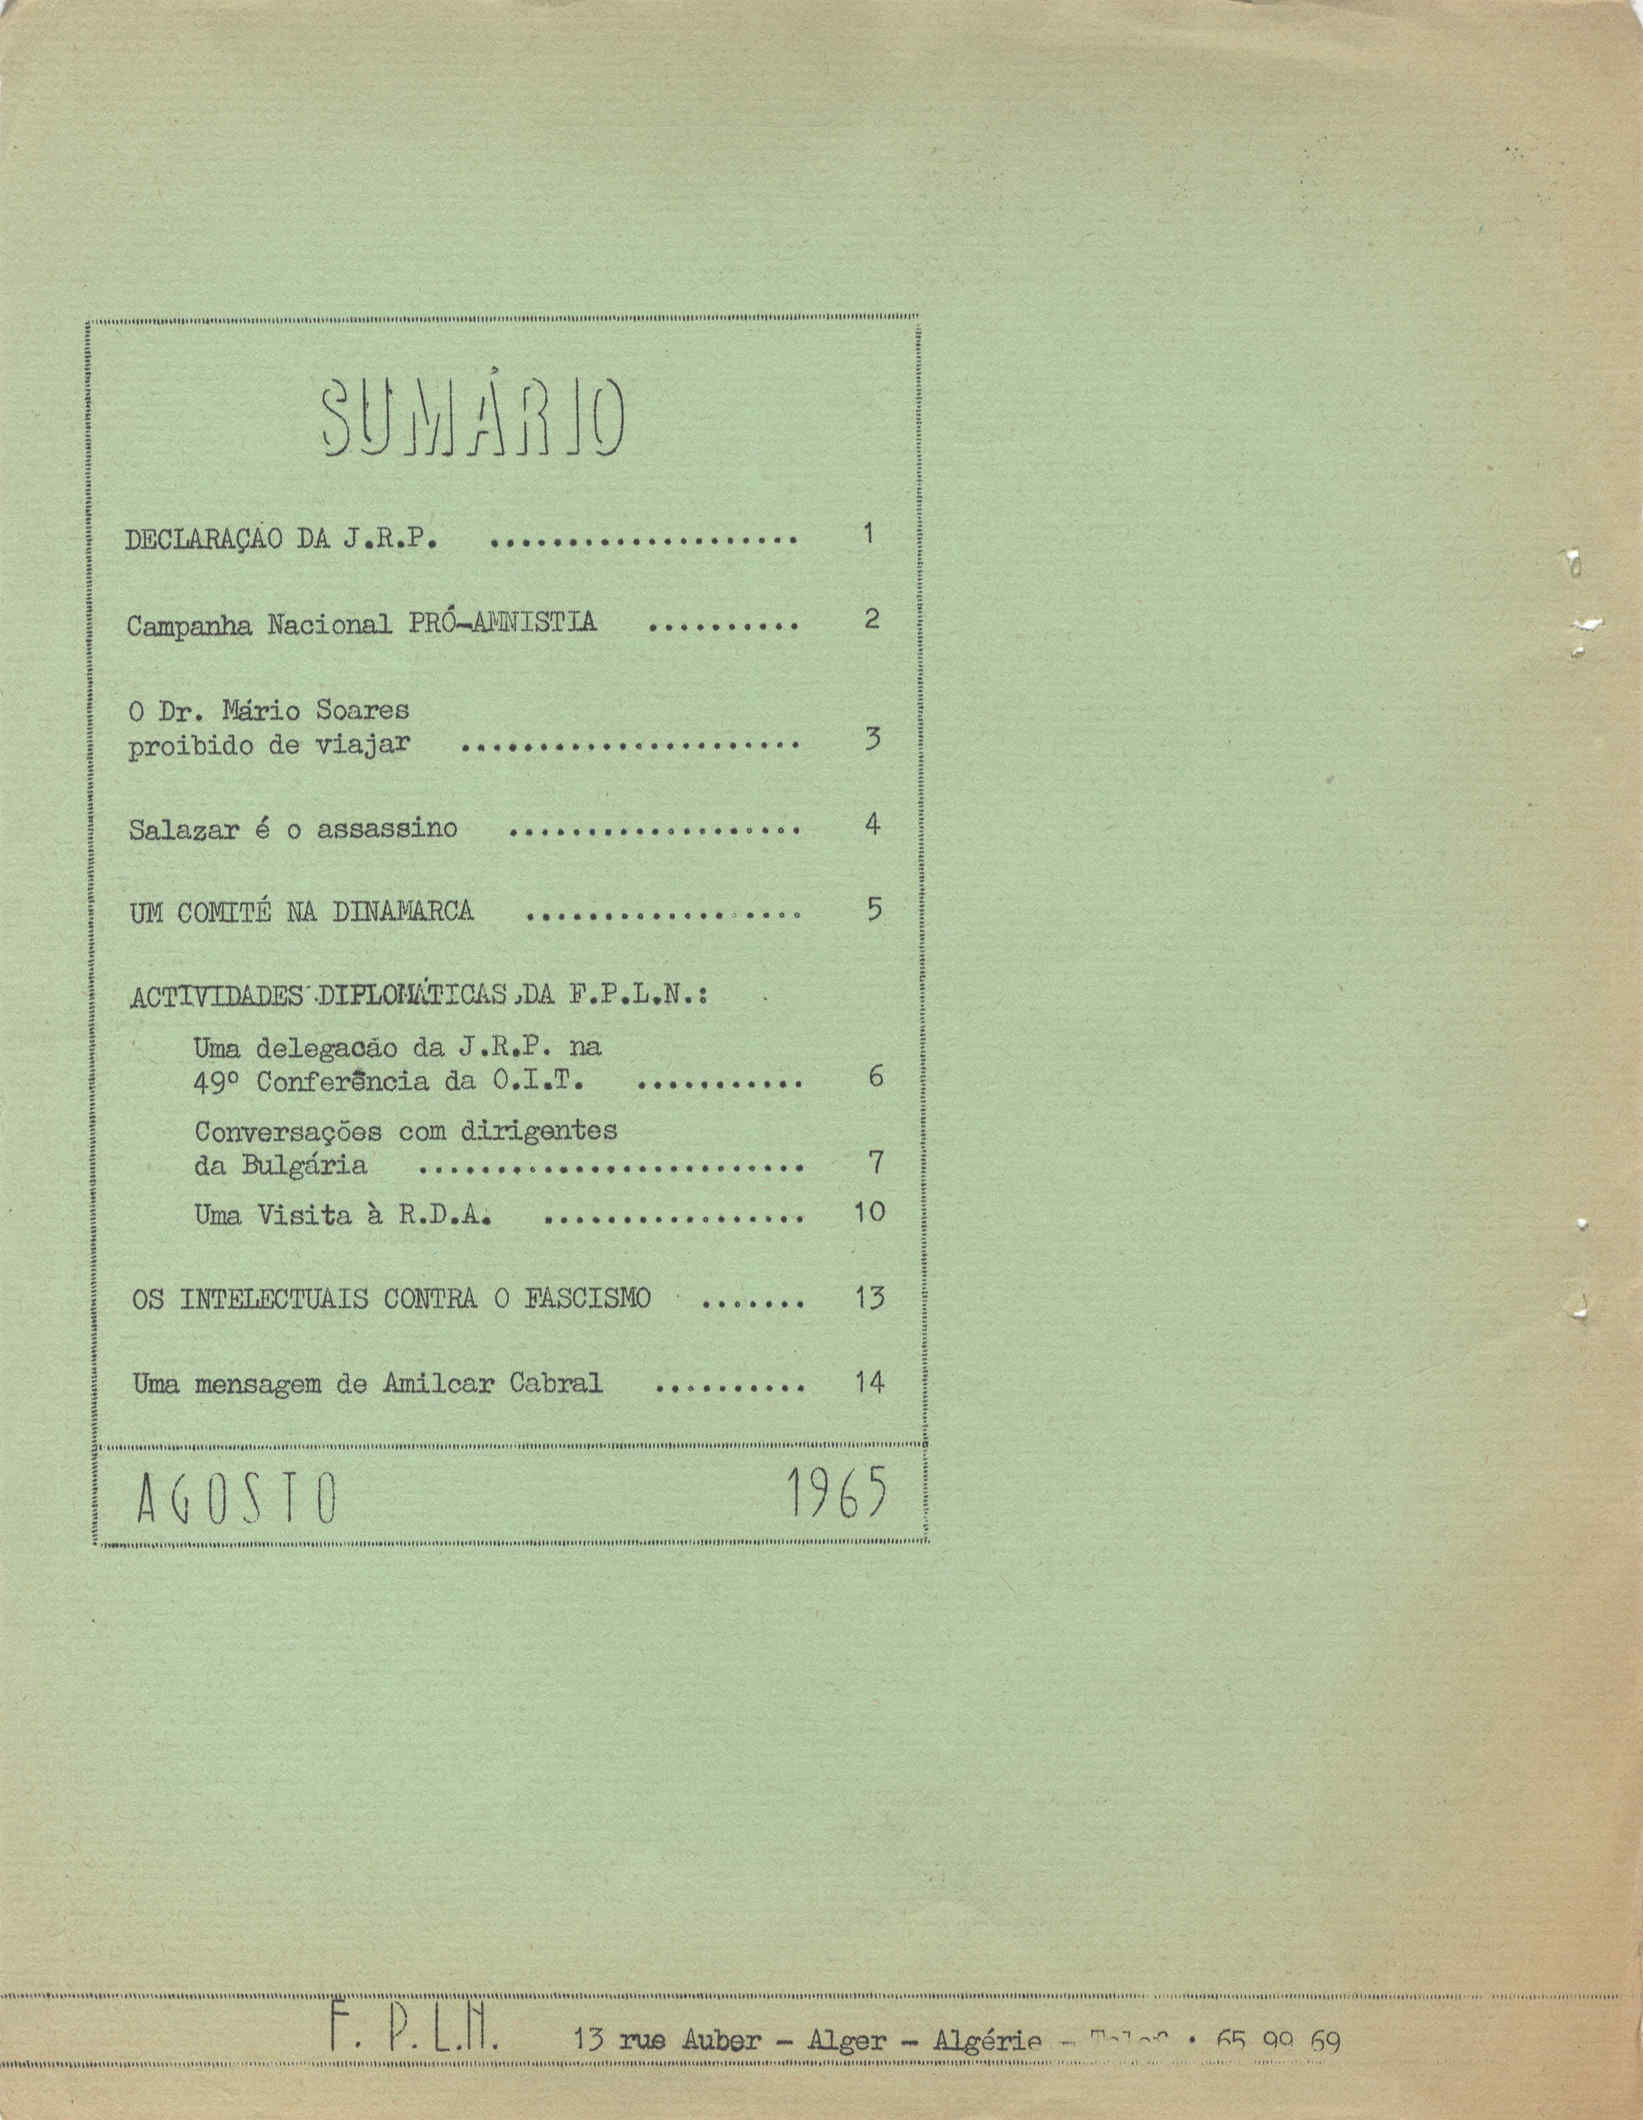 SUMÁRIO
DECLARAÇÃO DA J.R.P. .................... 1
Campanha Nacional PRÓ-AMNISTIA .......... 2
O Dr. Mário Soares
proibido de viajar ...................... 3
Salazar é o assassino ................... 4
UM COMITÉ NA DINAMARCA .................. 5
ACTIVIDADES DIPLOMÁTICAS DA F.P.L.N.:
Uma delegacão da J.R.P. na
49º Conferência da O.I.T. ........... 6
Conversações com dirigentes
da Bulgária ......................... 7
Uma Visita à R.D.A. ................. 10
OS INTELECTUAIS CONTRA O FASCISMO ....... 13
Uma mensagem de Amilcar Cabral .......... 14
AGOSTO 1965
F.P.L.N. 13 rue Auber - Alger - Algérie - 65 99 69